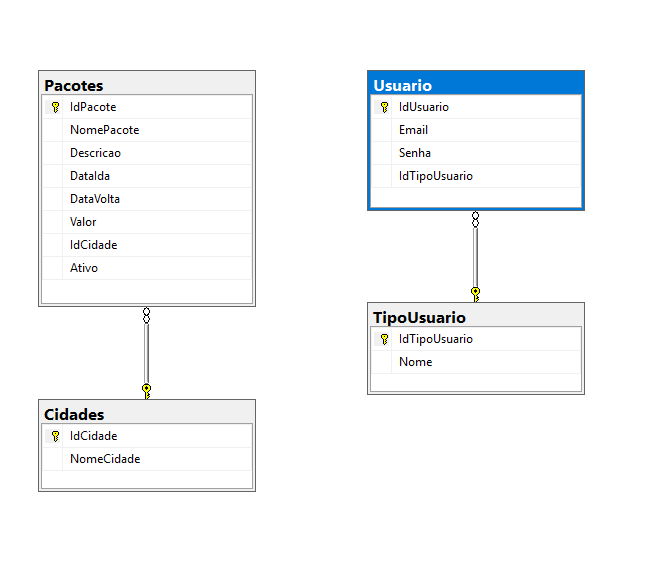 Pacotes
IdPacote
NomePacote
Descricao
DataIda
DataVolta
Valor
IdCidade
Ativo
Cidades
IdCidade
NomeCidade
Usuario
IdUsuario
Email
Senha
IdTipoUsuario
TipoUsuario
IdTipoUsuario
Nome